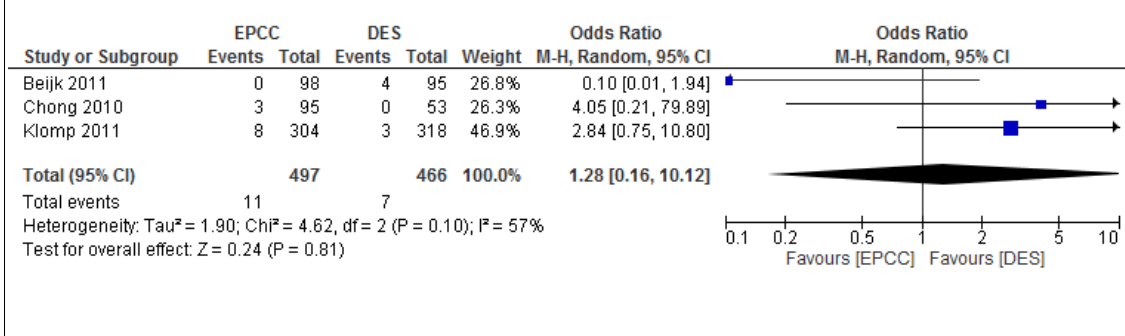 EPCC DES Odds Ratio Odds Ratio
Study or Subgroup Events Total Events Total Weight M-H, Random, 95% CI M-H, Random, 95% CI
Beijk 2011 0 98 4 95 26.8% 0.10 [0.01, 1.94]
Chong 2010 3 95 0 53 26.3% 4.05 [0.21, 79.89]
Klomp 2011 8 304 3 318 46.9% 2.84 [0.75, 10.80]
Total (95% CI) 497 466 100.0% 1.28 [0.16, 10.12]
Total events 11 7
Heterogeneity: Tau² = 1.90; Chi² = 4.62, df = 2 (P = 0.10); I² = 57%
Test for overall effect: Z = 0.24 (P = 0.81)
0.1 0.2 0.5 1 2 5 10
Favours [EPCC] Favours [DES]